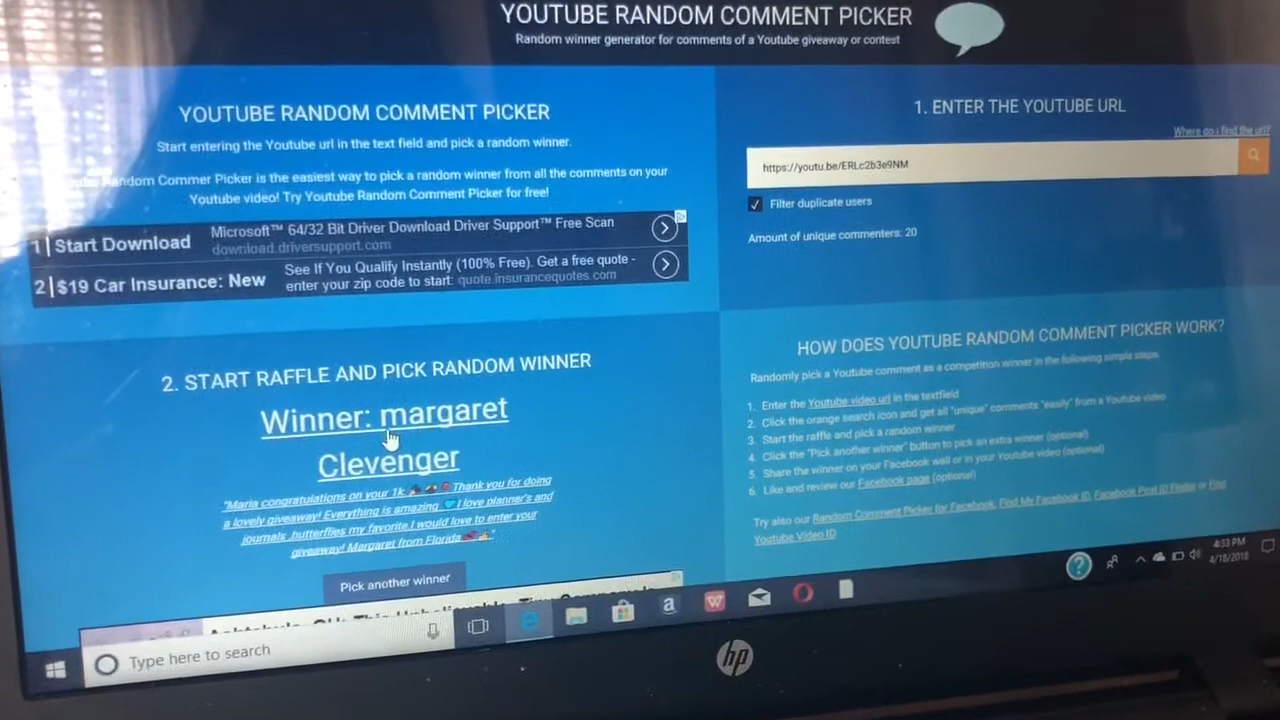 YOUTUBE RANDOM COMMENT PICKER
Random winner generator for comments of a Youtube giveaway or contest
YOUTUBE RANDOM COMMENT PICKER
Start entering the Youtube url in the text field and pick a random winner.
Random Commer Picker is the easiest way to pick a random winner from all the comments on your
Youtube video! Try Youtube Random Comment Picker for free!
1 Start Download
Microsoft™ 64/32 Bit Driver Download Driver Support™ Free Scan
download.driversupport.com
2 $19 Car Insurance: New
See If You Qualify Instantly (100% Free). Get a free quote -
enter your zip code to start: quote.insurancequotes.com
1. ENTER THE YOUTUBE URL
Where do i find the url?
https://youtu.be/ERLc2b3e9NM
Filter duplicate users
Amount of unique commenters: 20
2. START RAFFLE AND PICK RANDOM WINNER
Winner: margaret
Clevenger
"Maria congratulations on your 1k Thank you for doing
a lovely giveaway! Everything is amazing I love planner's and
journals ,butterflies my favorite.I would love to enter your
giveaway! Margaret from Florida"
Pick another winner
HOW DOES YOUTUBE RANDOM COMMENT PICKER WORK?
Randomly pick a Youtube comment as a competition winner in the following simple steps
1. Enter the Youtube video url in the textfield
2. Click the orange search icon and get all "unique" comments "easily" from a Youtube video
3. Start the raffle and pick a random winner
4. Click the "Pick another winner" button to pick an extra winner (optional)
5. Share the winner on your Facebook wall or in your Youtube video (optional)
6. Like and review our Facebook page (optional)
Try also our Random Comment Picker for Facebook, Find My Facebook ID, Facebook Post ID Finder or Find
Youtube Video ID
Type here to search
4:33 PM
4/18/2018
hp